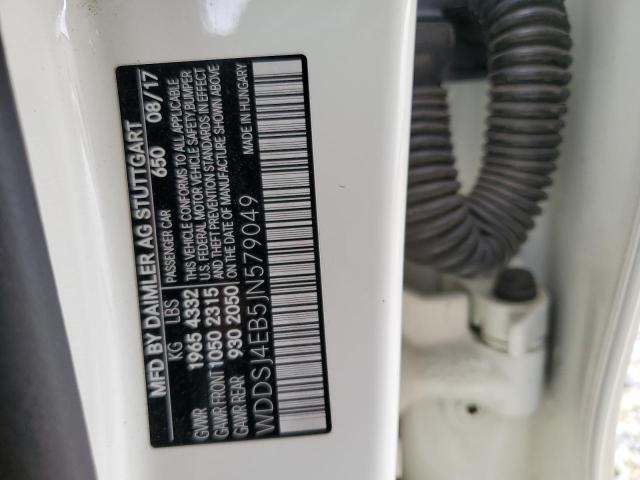 MFD BY DAIMLER AG STUTTGART
650 08/17
KG LBS PASSENGER CAR
GVWR 1965 4332 THIS VEHICLE CONFORMS TO ALL APPLICABLE
GAWR FRONT 1050 2315 U.S. FEDERAL MOTOR VEHICLE SAFETY BUMPER
GAWR REAR 930 2050 AND THEFT PREVENTION STANDARDS IN EFFECT
ON DATE OF MANUFACTURE SHOWN ABOVE
WDDSJ4EB5JN579049 MADE IN HUNGARY